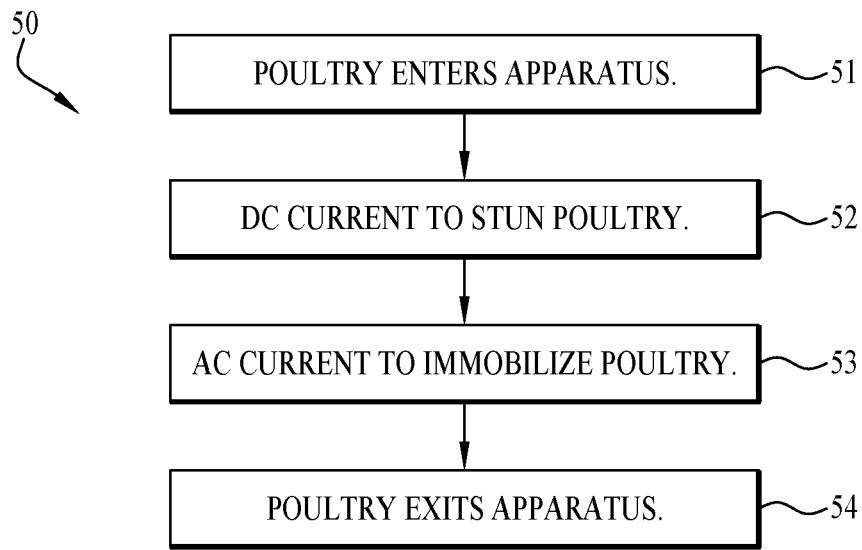 50
POULTRY ENTERS APPARATUS.
51
DC CURRENT TO STUN POULTRY.
52
AC CURRENT TO IMMOBILIZE POULTRY.
53
POULTRY EXITS APPARATUS.
54